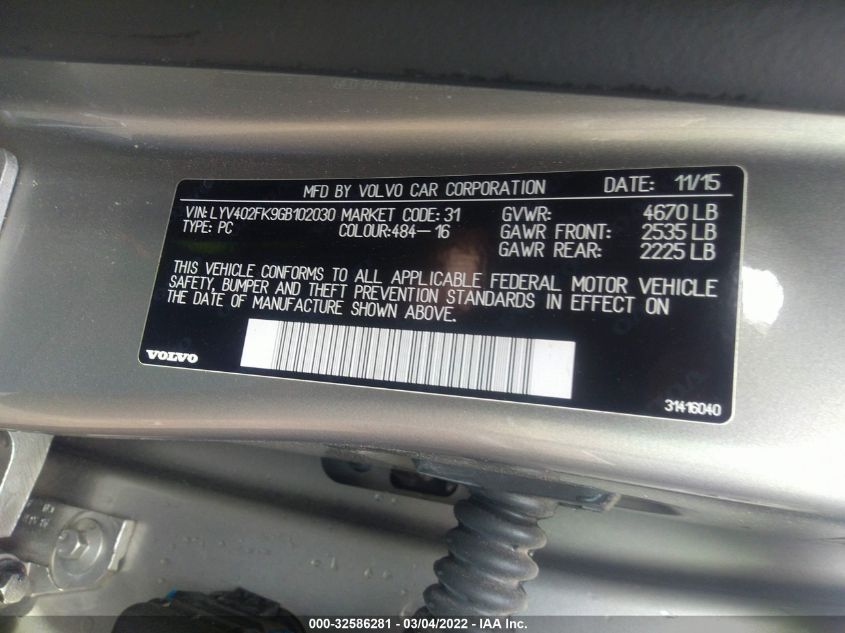 MFD BY VOLVO CAR CORPORATION DATE: 11/15
VIN: LYV402FK9GB102030 MARKET CODE: 31 GVWR: 4670 LB
TYPE: PC COLOUR:484-16 GAWR FRONT: 2535 LB
GAWR REAR: 2225 LB
THIS VEHICLE CONFORMS TO ALL APPLICABLE FEDERAL MOTOR VEHICLE
SAFETY, BUMPER AND THEFT PREVENTION STANDARDS IN EFFECT ON
THE DATE OF MANUFACTURE SHOWN ABOVE.
VOLVO
31416040
000-32586281 - 03/04/2022 - IAA Inc.